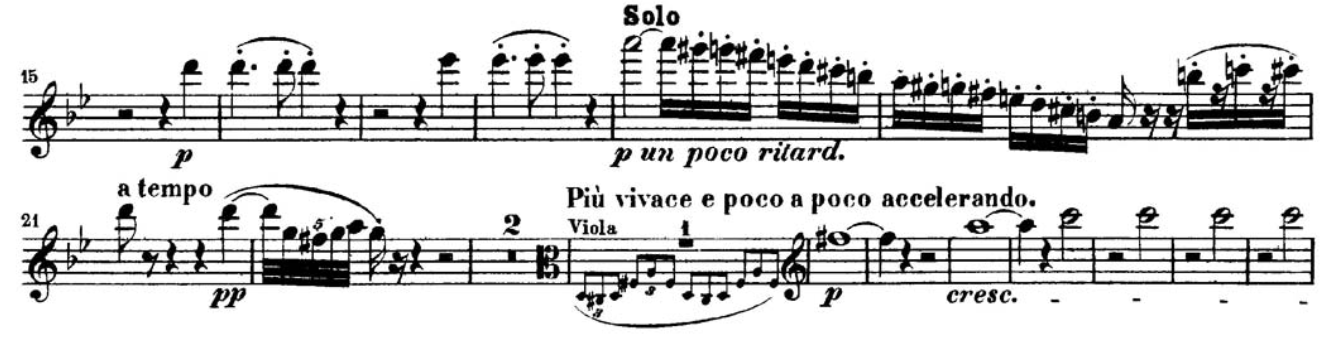 Solo
15
p
p un poco ritard.
a tempo
Più vivace e poco a poco accelerando.
21
5
2
Viola
1
3
3
pp
p
cresc. - - - -